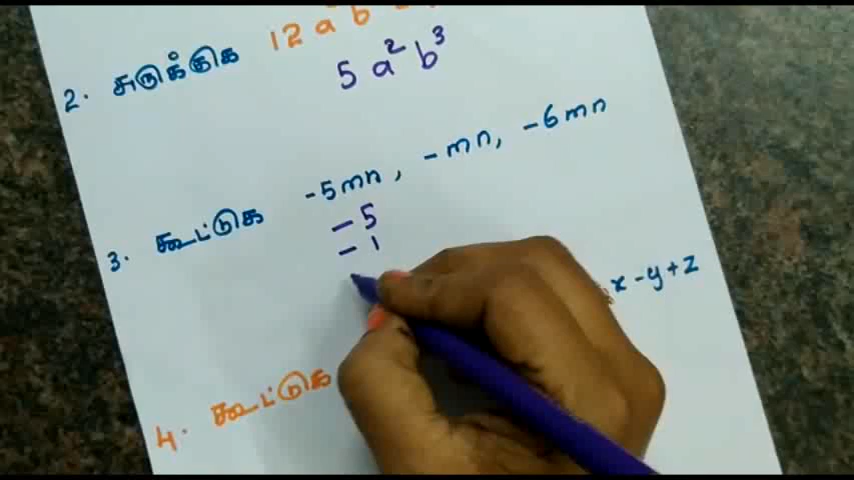 12 a b
2. சுருக்குக
5 a² b³
3. கூட்டுக -5mn, -mn, -6mn
-5
-1
4. கூட்டுக x-y+z